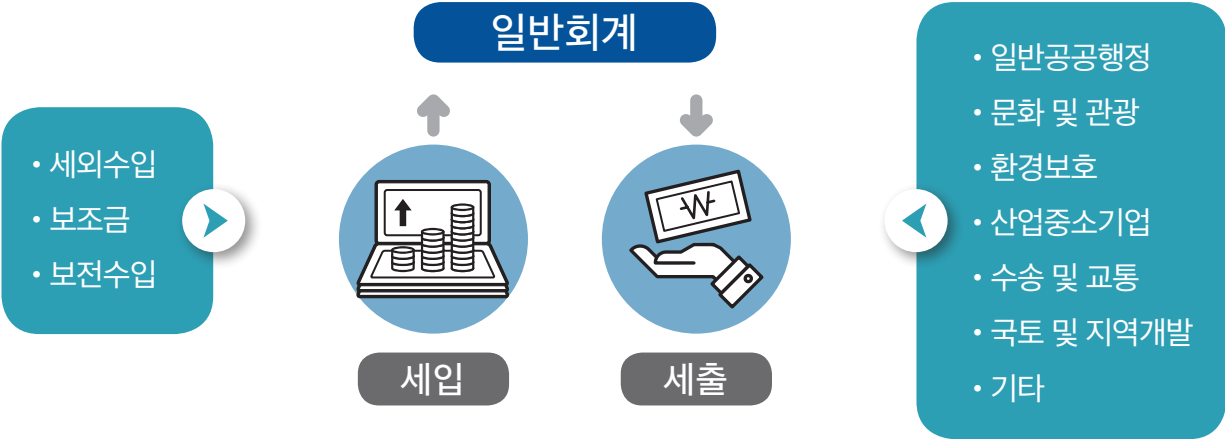 일반회계
• 세외수입
• 보조금
• 보전수입
세입
세출
• 일반공공행정
• 문화 및 관광
• 환경보호
• 산업중소기업
• 수송 및 교통
• 국토 및 지역개발
• 기타